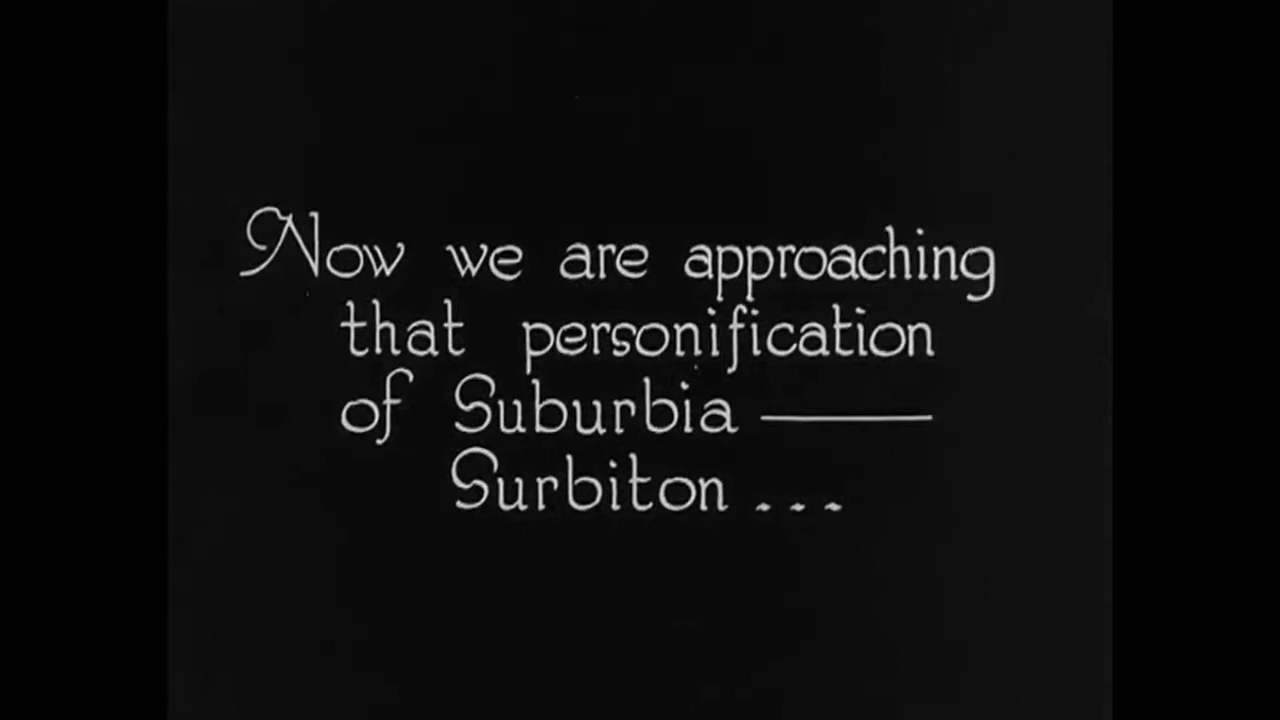 Now we are approaching
that personification
of Suburbia ——
Surbiton ...